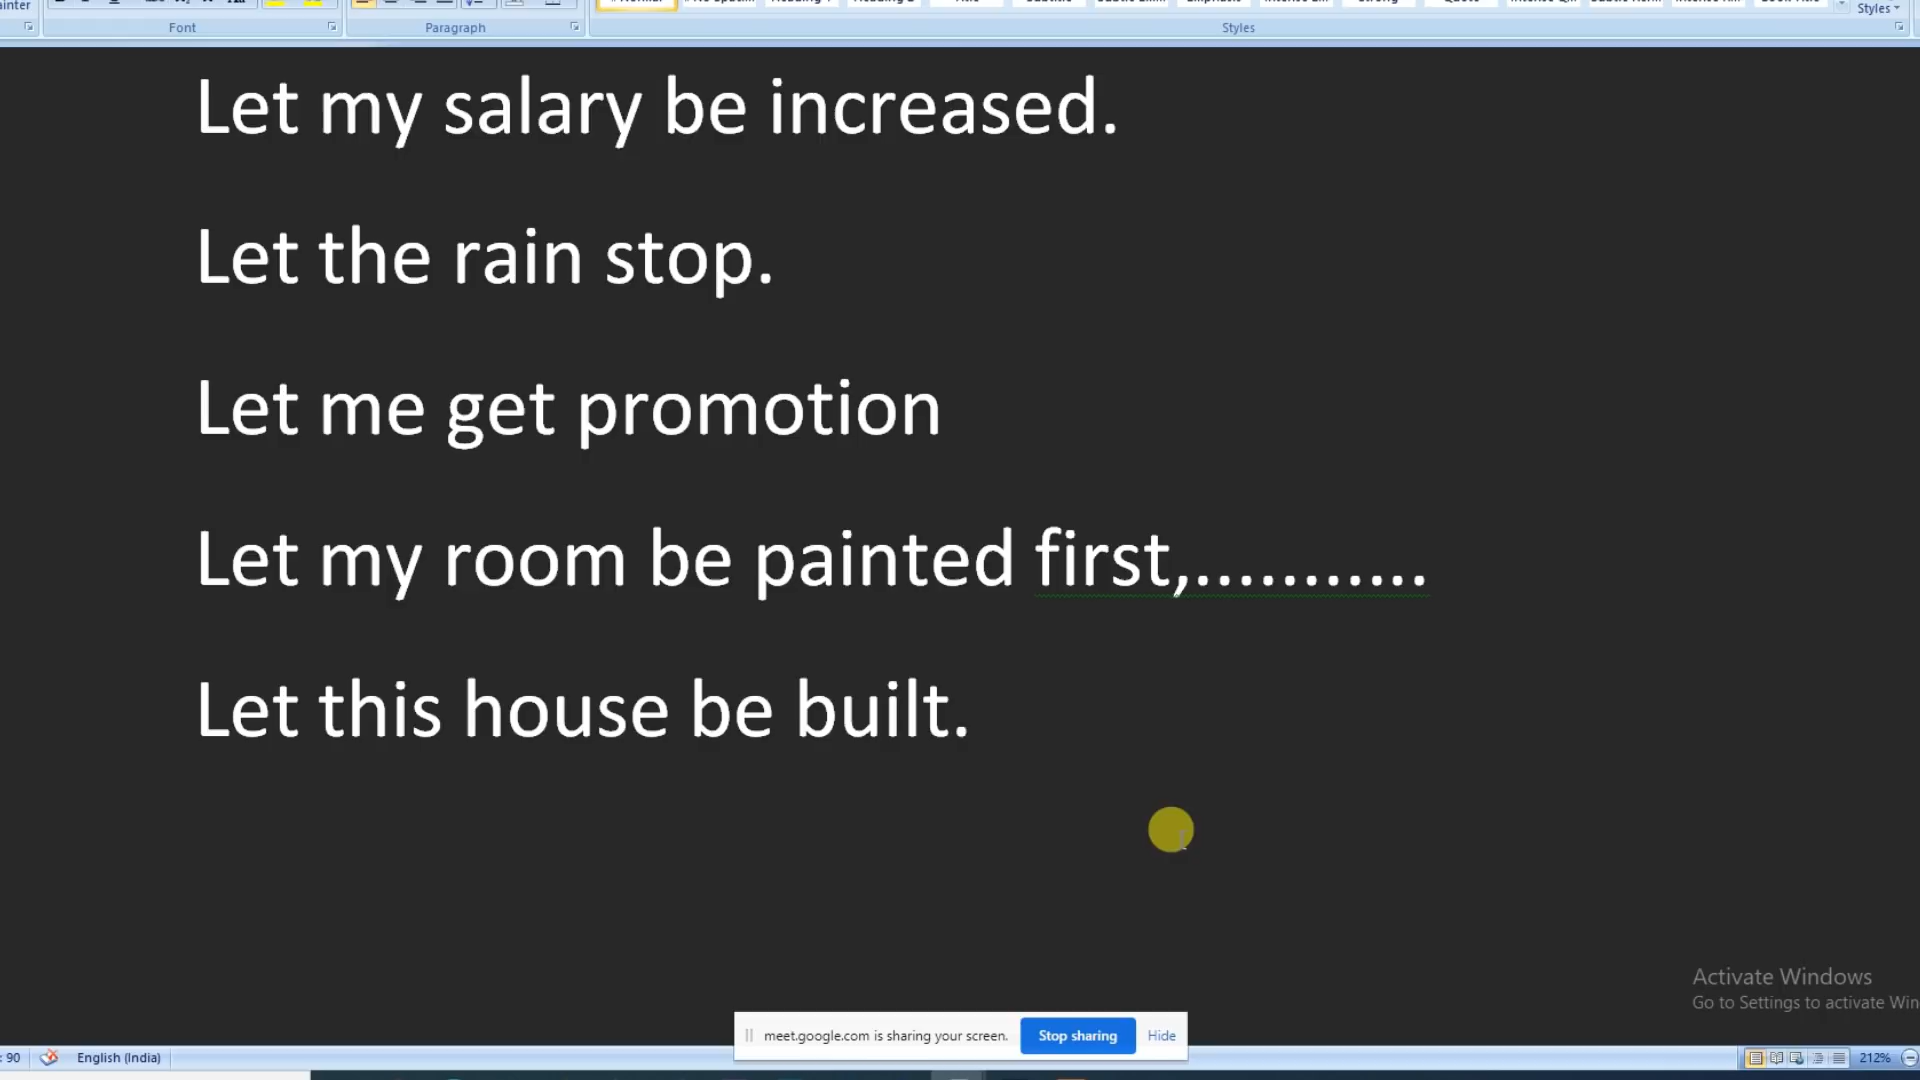 ainter
Font
Paragraph
Styles
Styles
Let my salary be increased.
Let the rain stop.
Let me get promotion
Let my room be painted first,...........
Let this house be built.
Activate Windows
Go to Settings to activate Win
meet.google.com is sharing your screen. Stop sharing Hide
: 90 English (India) 212%